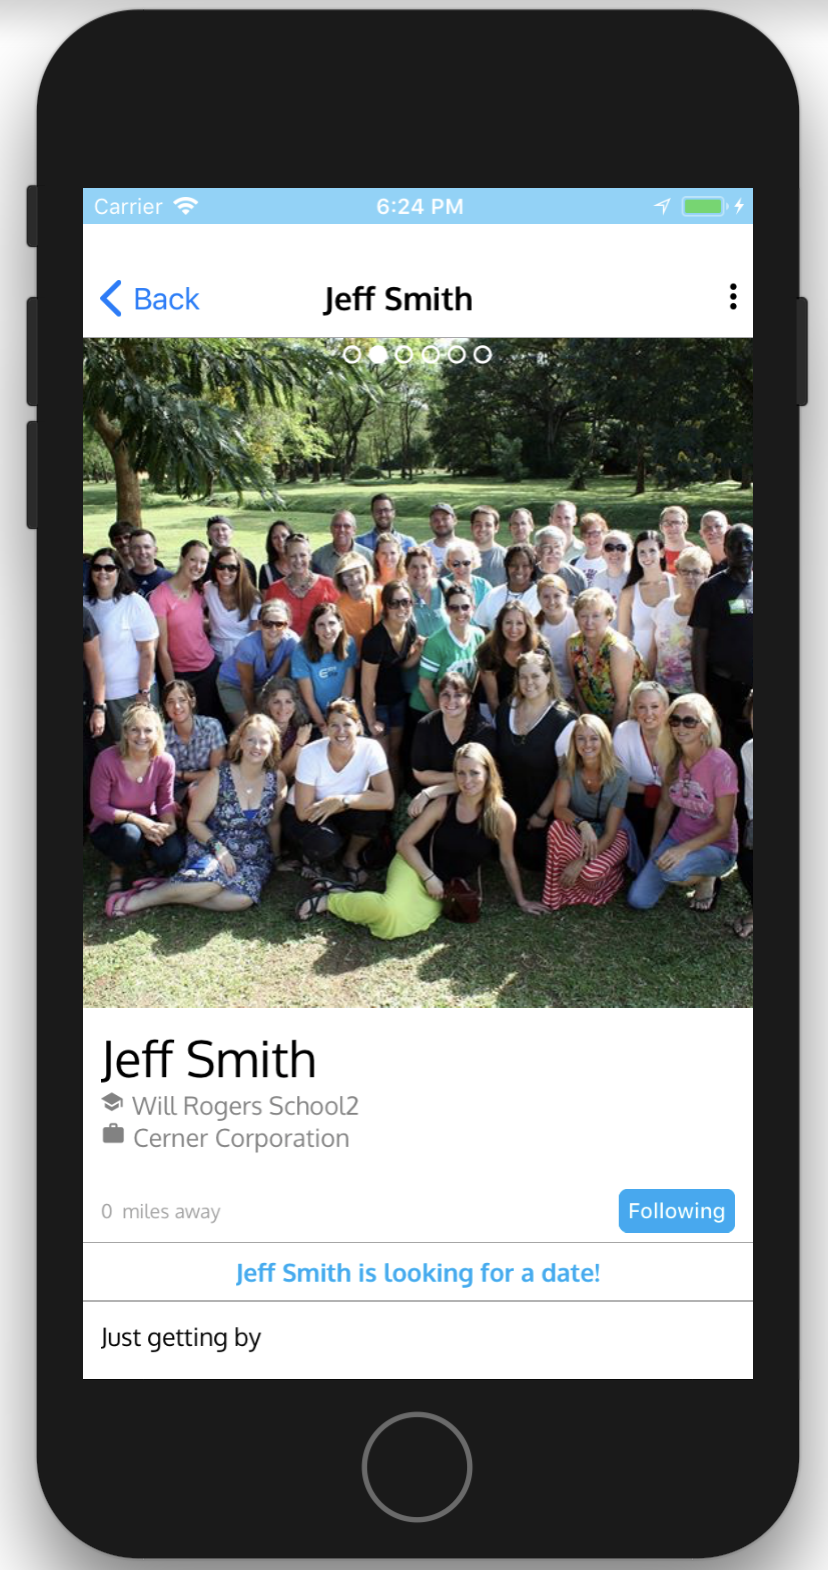 Carrier 6:24 PM
Back Jeff Smith
Jeff Smith
Will Rogers School2
Cerner Corporation
0 miles away Following
Jeff Smith is looking for a date!
Just getting by